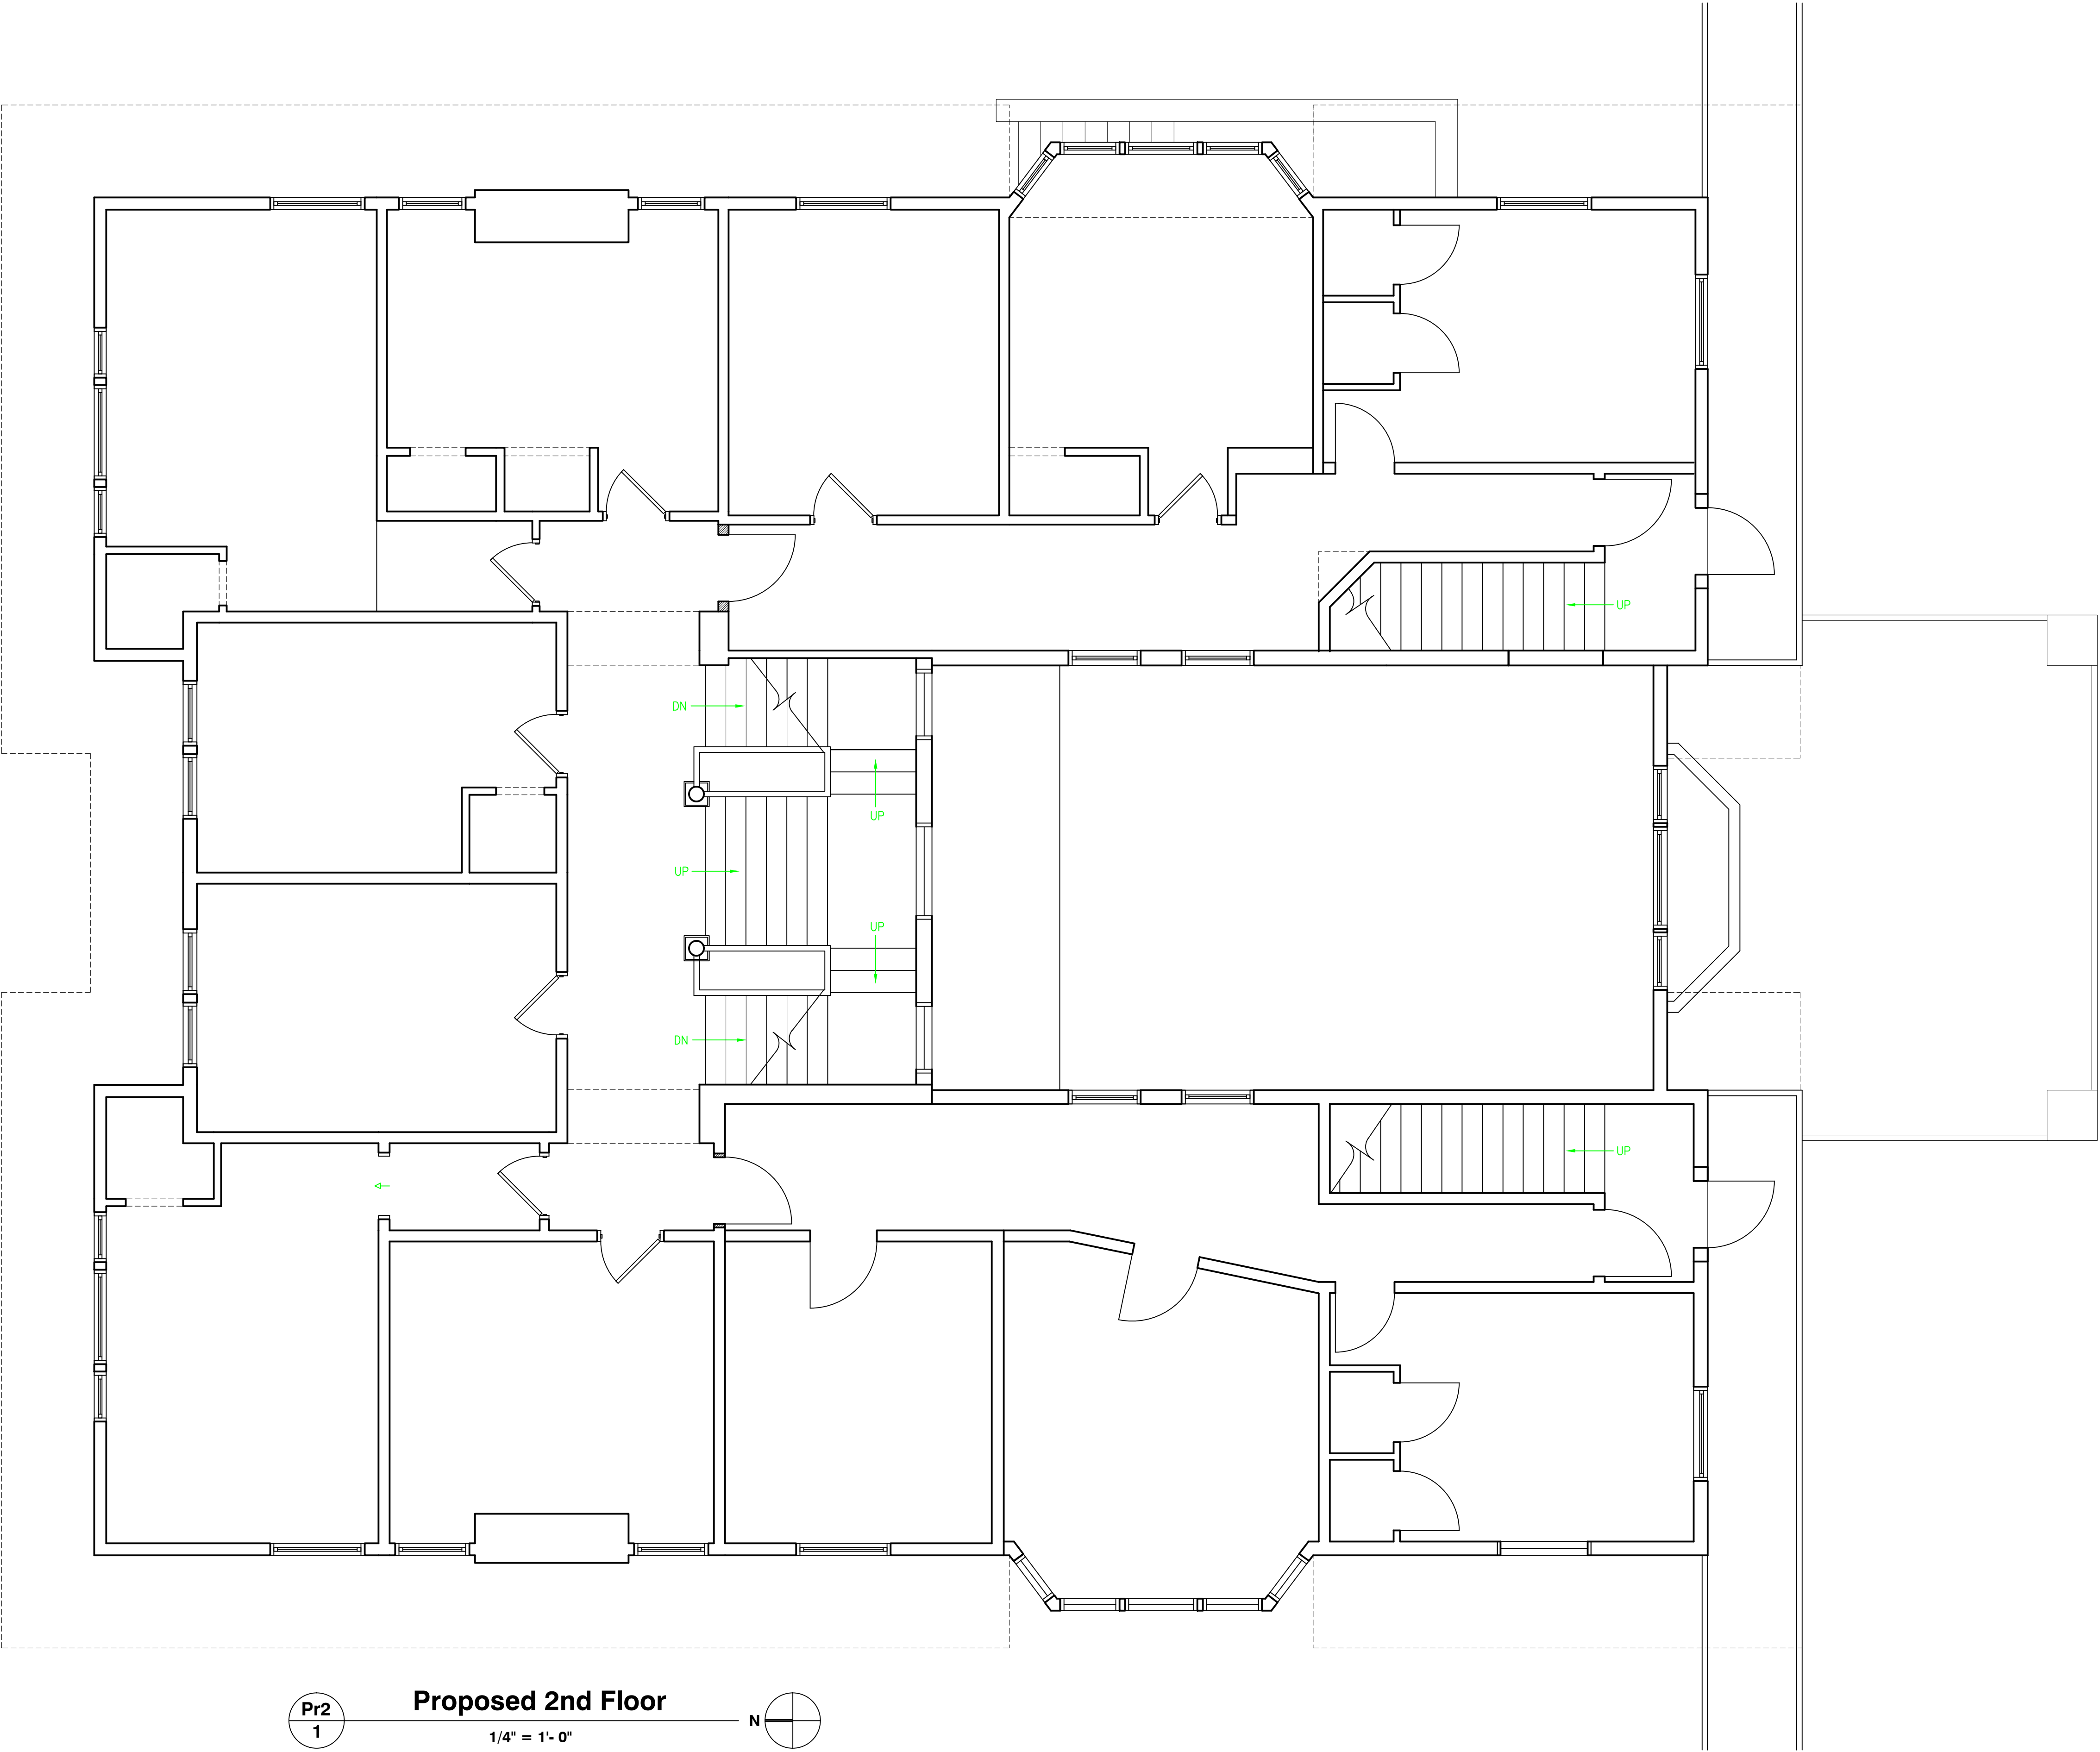 UP
DN
UP
UP
UP
DN
UP
Pr2
1
Proposed 2nd Floor
1/4" = 1'- 0"
N